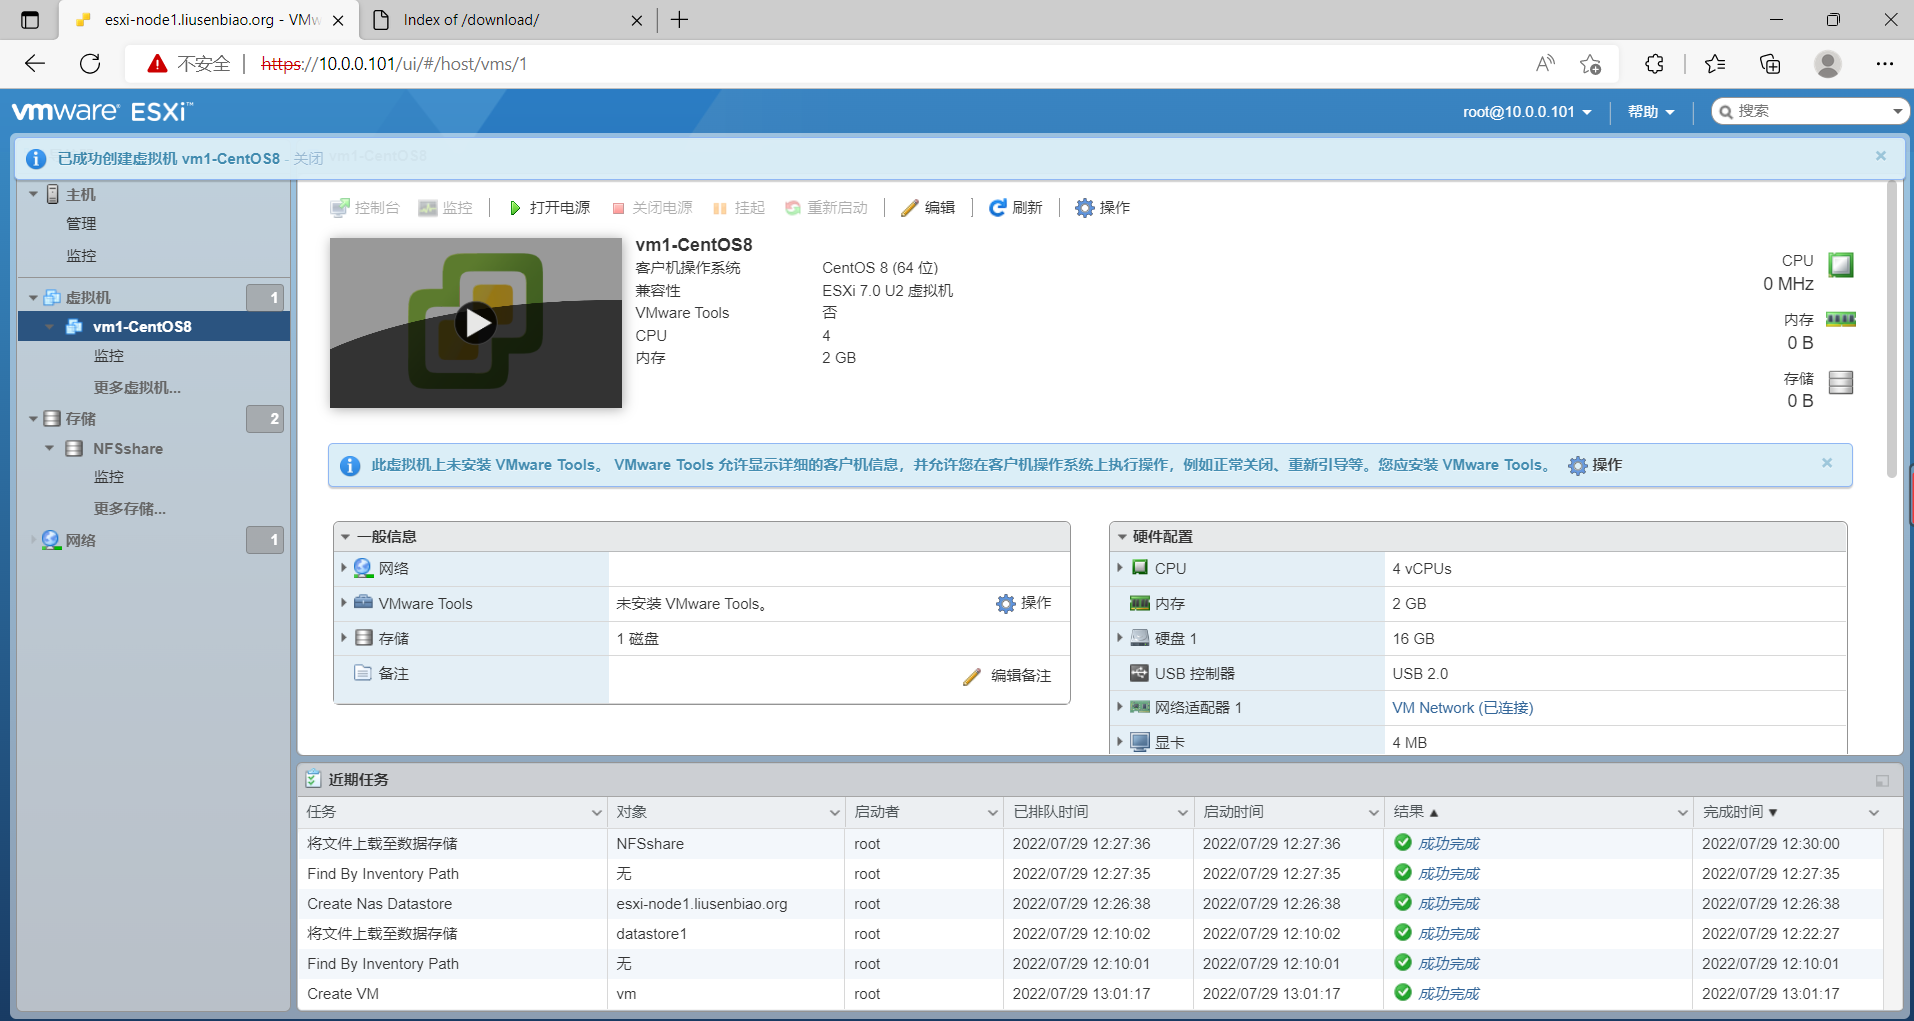 esxi-node1.liusenbiao.org - VMw
Index of /download/
不安全 | https://10.0.0.101/ui/#/host/vms/1
vmware® ESXi™
root@10.0.0.101
帮助
搜索
已成功创建虚拟机 vm1-CentOS8 - 关闭
vm1-CentOS8
主机
管理
监控
虚拟机 1
vm1-CentOS8
监控
更多虚拟机...
存储 2
NFSshare
监控
更多存储...
网络 1
控制台 监控 打开电源 关闭电源 挂起 重新启动 编辑 刷新 操作
vm1-CentOS8
客户机操作系统 CentOS 8 (64 位)
兼容性 ESXi 7.0 U2 虚拟机
VMware Tools 否
CPU 4
内存 2 GB
CPU
0 MHz
内存
0 B
存储
0 B
此虚拟机上未安装 VMware Tools。 VMware Tools 允许显示详细的客户机信息，并允许您在客户机操作系统上执行操作，例如正常关闭、重新引导等。您应安装 VMware Tools。 操作
一般信息
网络
VMware Tools 未安装 VMware Tools。 操作
存储 1 磁盘
备注 编辑备注
硬件配置
CPU 4 vCPUs
内存 2 GB
硬盘 1 16 GB
USB 控制器 USB 2.0
网络适配器 1 VM Network (已连接)
显卡 4 MB
近期任务
任务 对象 启动者 已排队时间 启动时间 结果▲ 完成时间▼
将文件上载至数据存储 NFSshare root 2022/07/29 12:27:36 2022/07/29 12:27:36 成功完成 2022/07/29 12:30:00
Find By Inventory Path 无 root 2022/07/29 12:27:35 2022/07/29 12:27:35 成功完成 2022/07/29 12:27:35
Create Nas Datastore esxi-node1.liusenbiao.org root 2022/07/29 12:26:38 2022/07/29 12:26:38 成功完成 2022/07/29 12:26:38
将文件上载至数据存储 datastore1 root 2022/07/29 12:10:02 2022/07/29 12:10:02 成功完成 2022/07/29 12:22:27
Find By Inventory Path 无 root 2022/07/29 12:10:01 2022/07/29 12:10:01 成功完成 2022/07/29 12:10:01
Create VM vm root 2022/07/29 13:01:17 2022/07/29 13:01:17 成功完成 2022/07/29 13:01:17